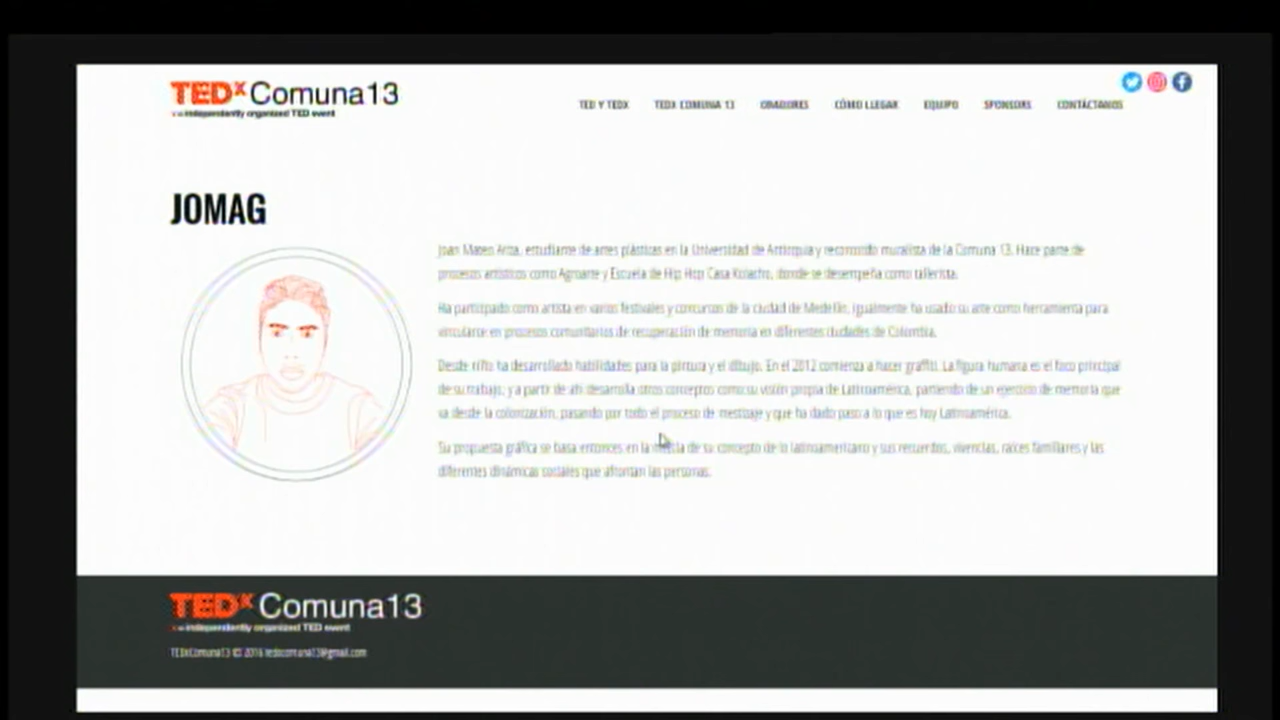 TEDxComuna13
x = independently organized TED event
TED Y TEDX TEDX COMUNA 13 ORADORES CÓMO LLEGAR EQUIPO SPONSORS CONTÁCTANOS
JOMAG
Joan Mateo Ariza, estudiante de artes plásticas en la Universidad de Antioquia y reconocido muralista de la Comuna 13. Hace parte de
procesos artísticos como Agroarte y Escuela de Hip Hop Casa Kolacho, donde se desempeña como tallerista.
Ha participado como artista en varios festivales y concursos de la ciudad de Medellín, igualmente ha usado su arte como herramienta para
vincularse en procesos comunitarios de recuperación de memoria en diferentes ciudades de Colombia.
Desde niño ha desarrollado habilidades para la pintura y el dibujo. En el 2012 comienza a hacer graffiti. La figura humana es el foco principal
de su trabajo, y a partir de ahí desarrolla otros conceptos como su visión propia de Latinoamérica, partiendo de un ejercicio de memoria que
va desde la colonización, pasando por todo el proceso de mestizaje y que ha dado paso a lo que es hoy Latinoamérica.
Su propuesta gráfica se basa entonces en la mezcla de su concepto de lo latinoamericano y sus recuerdos, vivencias, raíces familiares y las
diferentes dinámicas sociales que afrontan las personas.
TEDxComuna13
x = independently organized TED event
TEDxComuna13 © 2016 tedxcomuna13@gmail.com